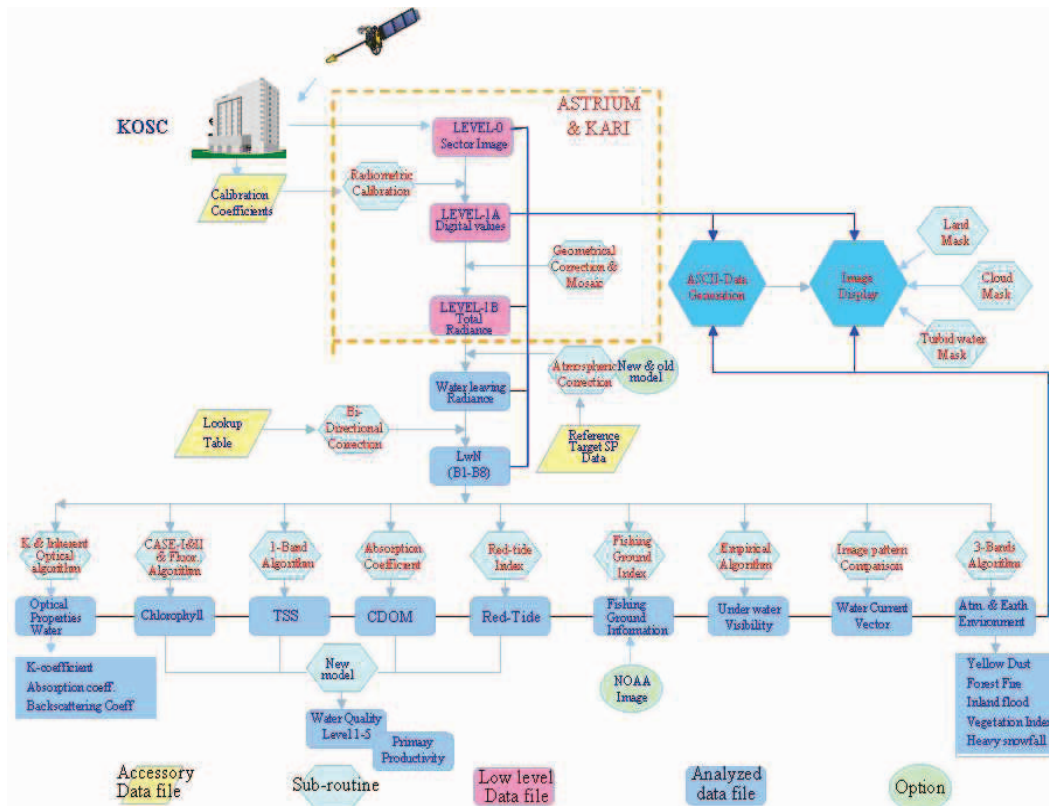 KOSC
ASTRIUM
& KARI
LEVEL-0
Sector Image
Calibration
Coefficients
Radiometric
Calibration
LEVEL-1A
Digital values
Geometrical
Correction &
Mosaic
LEVEL-1B
Total
Radiance
ASCII-Data
Generation
Image
Display
Land
Mask
Cloud
Mask
Turbid water
Mask
Atmospheric
Correction
New & old
model
Water leaving
Radiance
Lookup
Table
Bi-
Directional
Correction
Reference
Target SP
Data
LwN
(B1-B8)
K & Inherent
Optical
algorithm
CASE-I&II
& Fluor.
Algorithm
1-Band
Algorithm
Absorption
Coefficient
Red-tide
Index
Fishing
Ground
Index
Empirical
Algorithm
Image pattern
Comparison
3-Bands
Algorithm
Optical
Properties
Water
Chlorophyll
TSS
CDOM
Red-Tide
Fishing
Ground
Information
Under water
Visibility
Water Current
Vector
Atm. & Earth
Environment
K-coefficient
Absorption coeff.
Backscattering Coeff
New
model
Water Quality
Level 1-5
Primary
Productivity
NOAA
Image
Yellow Dust
Forest Fire
Inland flood
Vegetation Index
Heavy snowfall
Accessory
Data file
Sub-routine
Low level
Data file
Analyzed
data file
Option